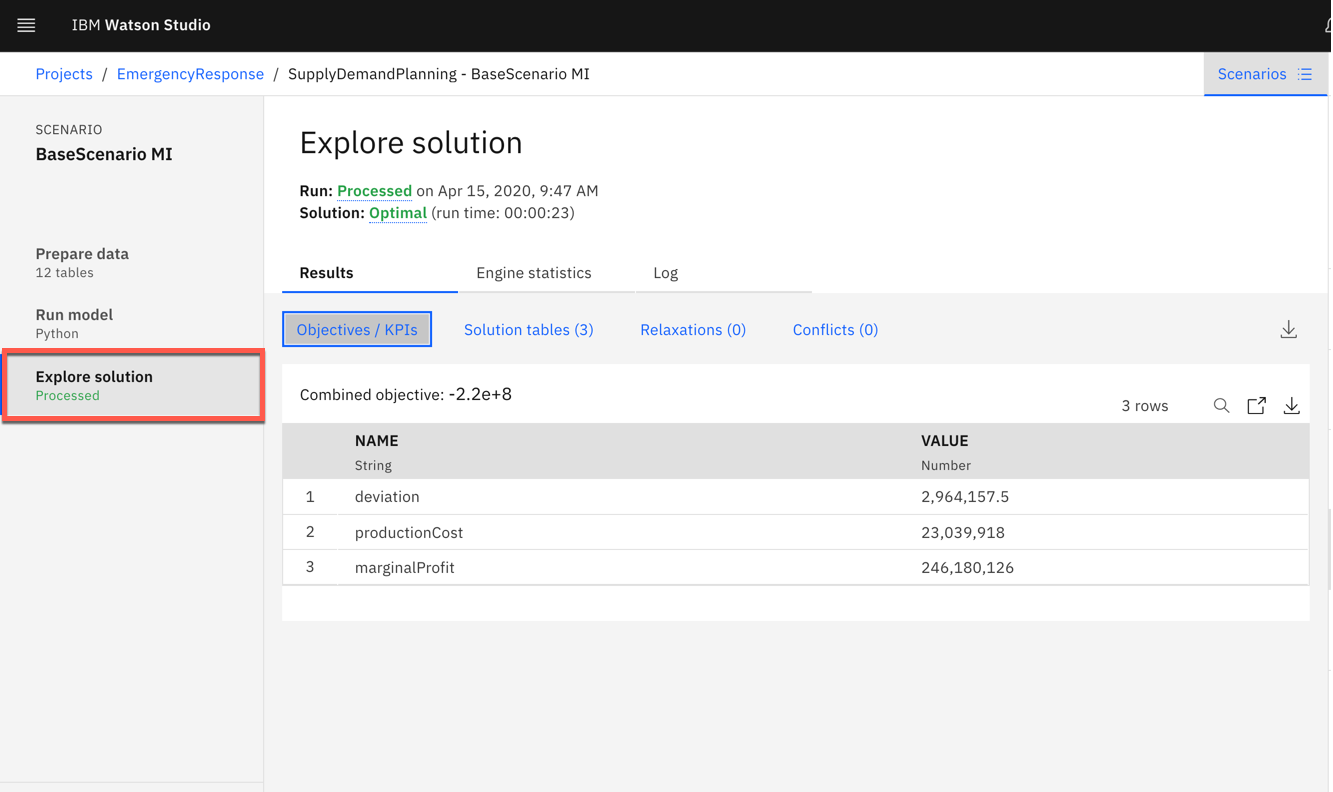 IBM Watson Studio
Projects / EmergencyResponse / SupplyDemandPlanning - BaseScenario MI
Scenarios
SCENARIO
BaseScenario MI
Prepare data
12 tables
Run model
Python
Explore solution
Processed
Explore solution
Run: Processed on Apr 15, 2020, 9:47 AM
Solution: Optimal (run time: 00:00:23)
Results Engine statistics Log
Objectives / KPIs Solution tables (3) Relaxations (0) Conflicts (0)
Combined objective: -2.2e+8
3 rows
NAME VALUE
String Number
1 deviation 2,964,157.5
2 productionCost 23,039,918
3 marginalProfit 246,180,126